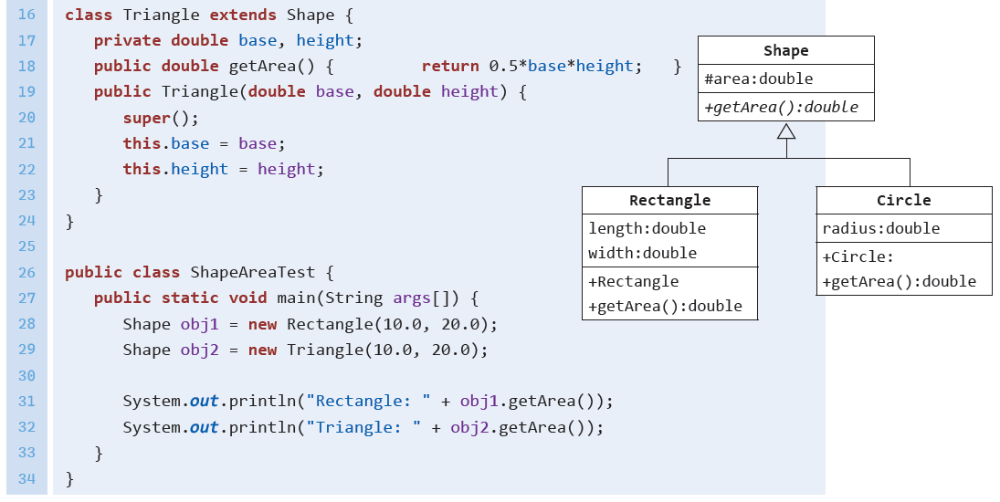 16 class Triangle extends Shape {
17 private double base, height;
18 public double getArea() { return 0.5*base*height; }
19 public Triangle(double base, double height) {
20 super();
21 this.base = base;
22 this.height = height;
23 }
24 }
25
26 public class ShapeAreaTest {
27 public static void main(String args[]) {
28 Shape obj1 = new Rectangle(10.0, 20.0);
29 Shape obj2 = new Triangle(10.0, 20.0);
30
31 System.out.println("Rectangle: " + obj1.getArea());
32 System.out.println("Triangle: " + obj2.getArea());
33 }
34 }
Shape
#area:double
+getArea():double
Rectangle
length:double
width:double
+Rectangle
+getArea():double
Circle
radius:double
+Circle:
+getArea():double